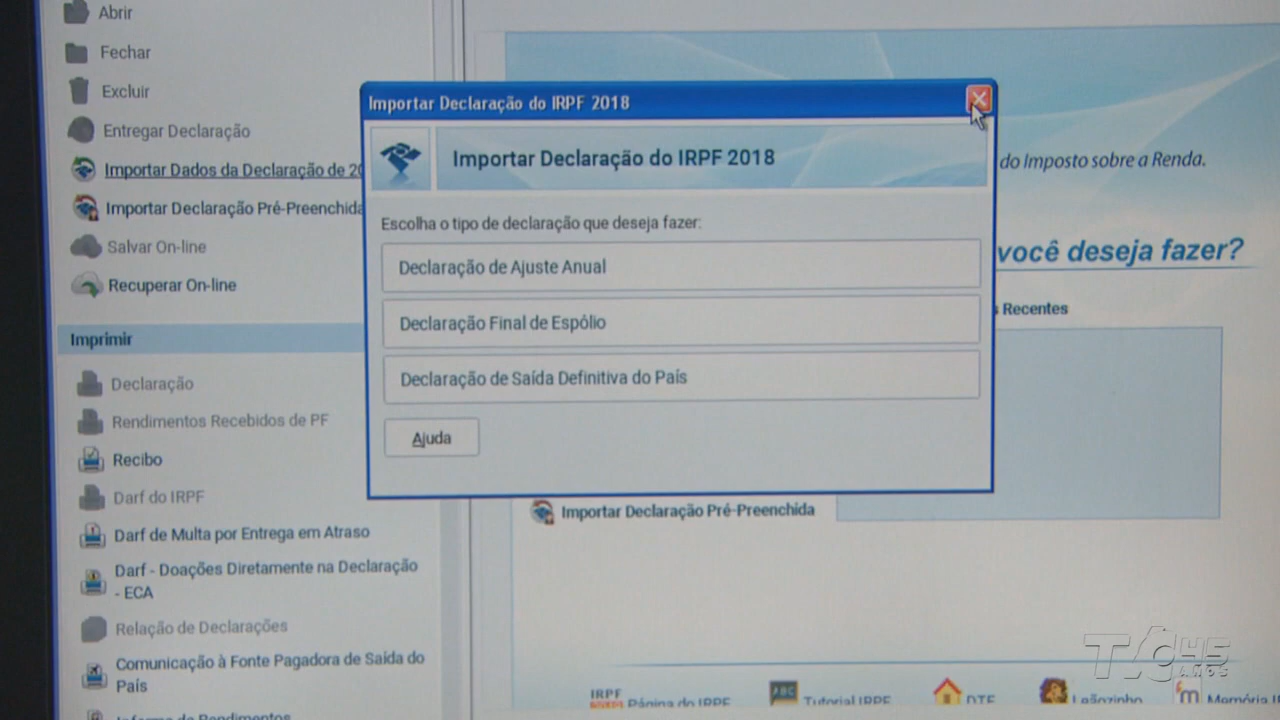 Abrir
Fechar
Excluir
Entregar Declaração
Importar Dados da Declaração de
Importar Declaração Pré-Preenchida
Salvar On-line
Recuperar On-line
Imprimir
Declaração
Rendimentos Recebidos de PF
Recibo
Darf do IRPF
Darf de Multa por Entrega em Atraso
Darf - Doações Diretamente na Declaração
- ECA
Relação de Declarações
Comunicação à Fonte Pagadora de Saída do
País
Importar Declaração do IRPF 2018
Importar Declaração do IRPF 2018
Escolha o tipo de declaração que deseja fazer:
Declaração de Ajuste Anual
Declaração Final de Espólio
Declaração de Saída Definitiva do País
Ajuda
do Imposto sobre a Renda.
você deseja fazer?
Recentes
Importar Declaração Pré-Preenchida
IRPF
Página do IRPF
ABC
Tutorial IRPF
Leãozinho
Memória